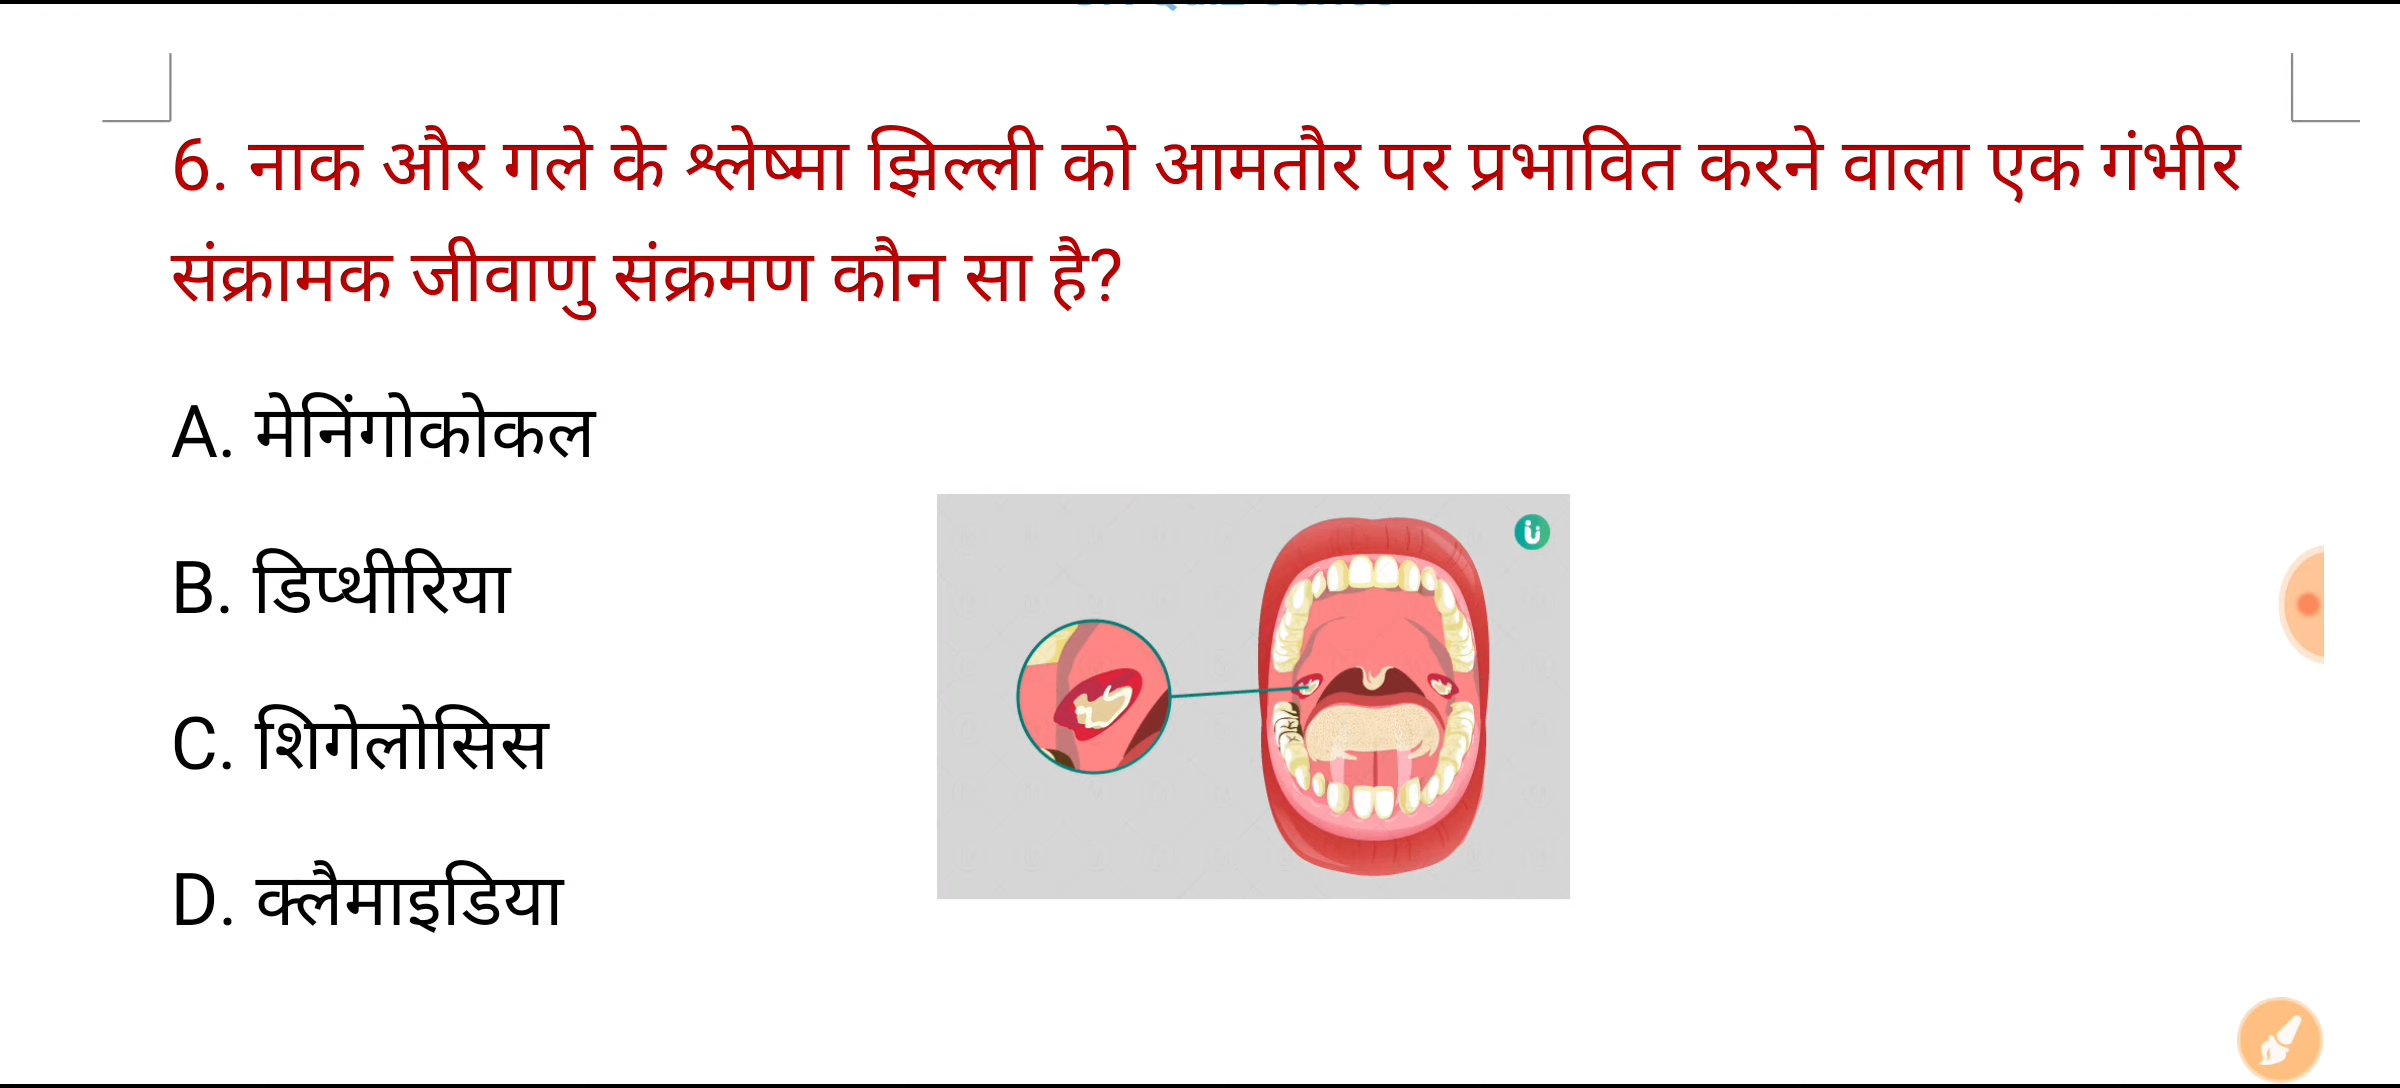 6. नाक और गले के श्लेष्मा झिल्ली को आमतौर पर प्रभावित करने वाला एक गंभीर
संक्रामक जीवाणु संक्रमण कौन सा है?
A. मेनिंगोकोकल
B. डिप्थीरिया
C. शिगेलोसिस
D. क्लैमाइडिया